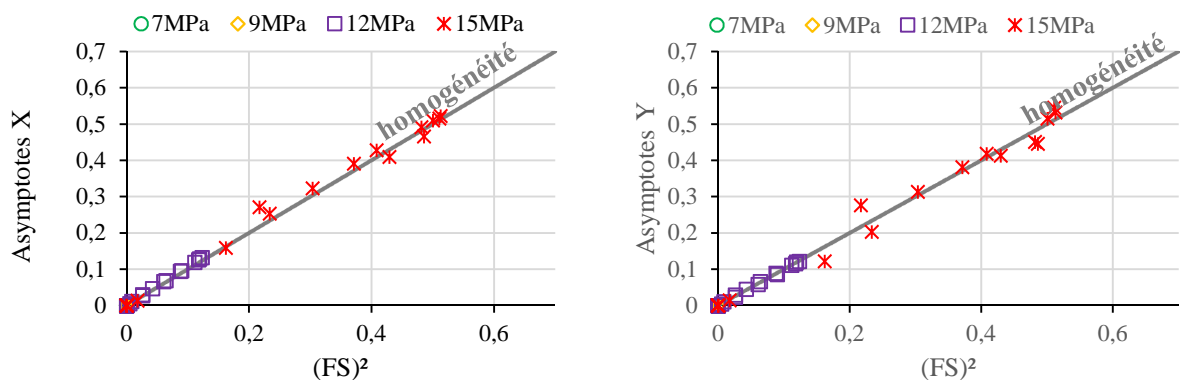 7MPa 9MPa 12MPa 15MPa
0,7
0,6
0,5
0,4
0,3
0,2
0,1
0
0 0,2 0,4 0,6
Asymptotes X
(FS)²
homogénéité
7MPa 9MPa 12MPa 15MPa
0,7
0,6
0,5
0,4
0,3
0,2
0,1
0
0 0,2 0,4 0,6
Asymptotes Y
(FS)²
homogénéité